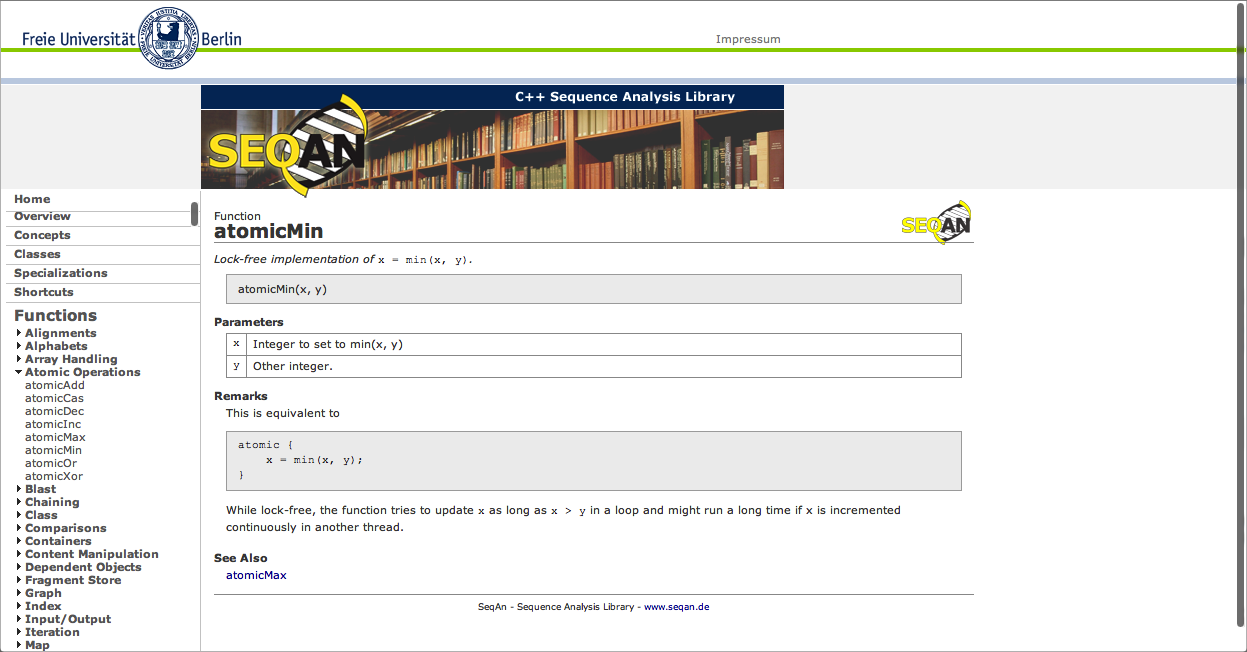 Freie Universität Berlin
Impressum
C++ Sequence Analysis Library
SEQAN
Home
Overview
Concepts
Classes
Specializations
Shortcuts
Functions
Alignments
Alphabets
Array Handling
Atomic Operations
atomicAdd
atomicCas
atomicDec
atomicInc
atomicMax
atomicMin
atomicOr
atomicXor
Blast
Chaining
Class
Comparisons
Containers
Content Manipulation
Dependent Objects
Fragment Store
Graph
Index
Input/Output
Iteration
Map
Function
atomicMin
SEQAN
Lock-free implementation of x = min(x, y).
atomicMin(x, y)
Parameters
x Integer to set to min(x, y)
y Other integer.
Remarks
This is equivalent to
atomic {
x = min(x, y);
}
While lock-free, the function tries to update x as long as x > y in a loop and might run a long time if x is incremented
continuously in another thread.
See Also
atomicMax
SeqAn - Sequence Analysis Library - www.seqan.de